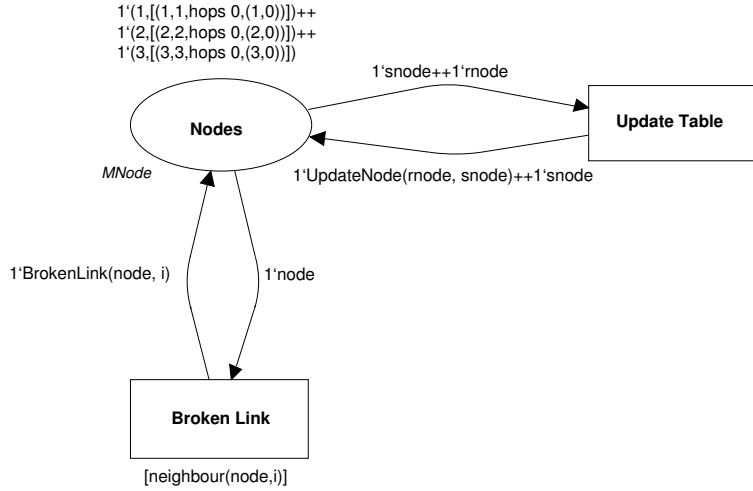 1‘(1,[(1,1,hops 0,(1,0))])++
1‘(2,[(2,2,hops 0,(2,0))])++
1‘(3,[(3,3,hops 0,(3,0))])
1‘snode++1‘rnode
Nodes
Update Table
MNode
1‘UpdateNode(rnode, snode)++1‘snode
1‘BrokenLink(node, i)
1‘node
Broken Link
[neighbour(node,i)]